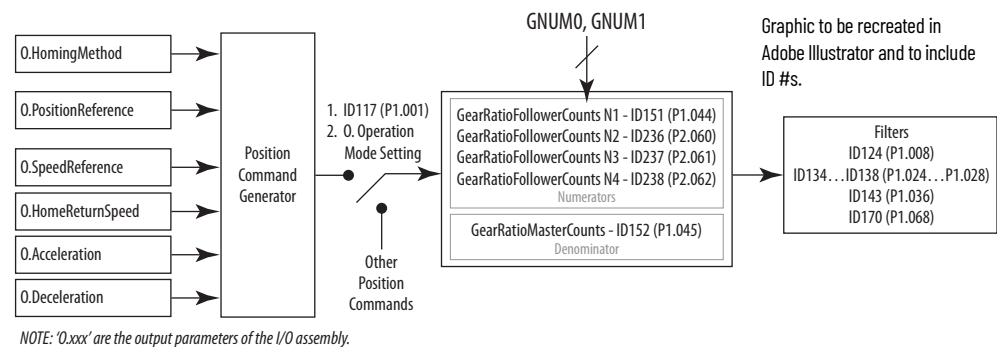 GNUM0, GNUM1
Graphic to be recreated in
Adobe Illustrator and to include
ID #s.
O.HomingMethod
O.PositionReference
O.SpeedReference
O.HomeReturnSpeed
O.Acceleration
O.Deceleration
Position
Command
Generator
1. ID117 (P1.001)
2. O. Operation
Mode Setting
Other
Position
Commands
GearRatioFollowerCounts N1 - ID151 (P1.044)
GearRatioFollowerCounts N2 - ID236 (P2.060)
GearRatioFollowerCounts N3 - ID237 (P2.061)
GearRatioFollowerCounts N4 - ID238 (P2.062)
Numerators
GearRatioMasterCounts - ID152 (P1.045)
Denominator
Filters
ID124 (P1.008)
ID134…ID138 (P1.024…P1.028)
ID143 (P1.036)
ID170 (P1.068)
NOTE: ‘O.xxx’ are the output parameters of the I/O assembly.